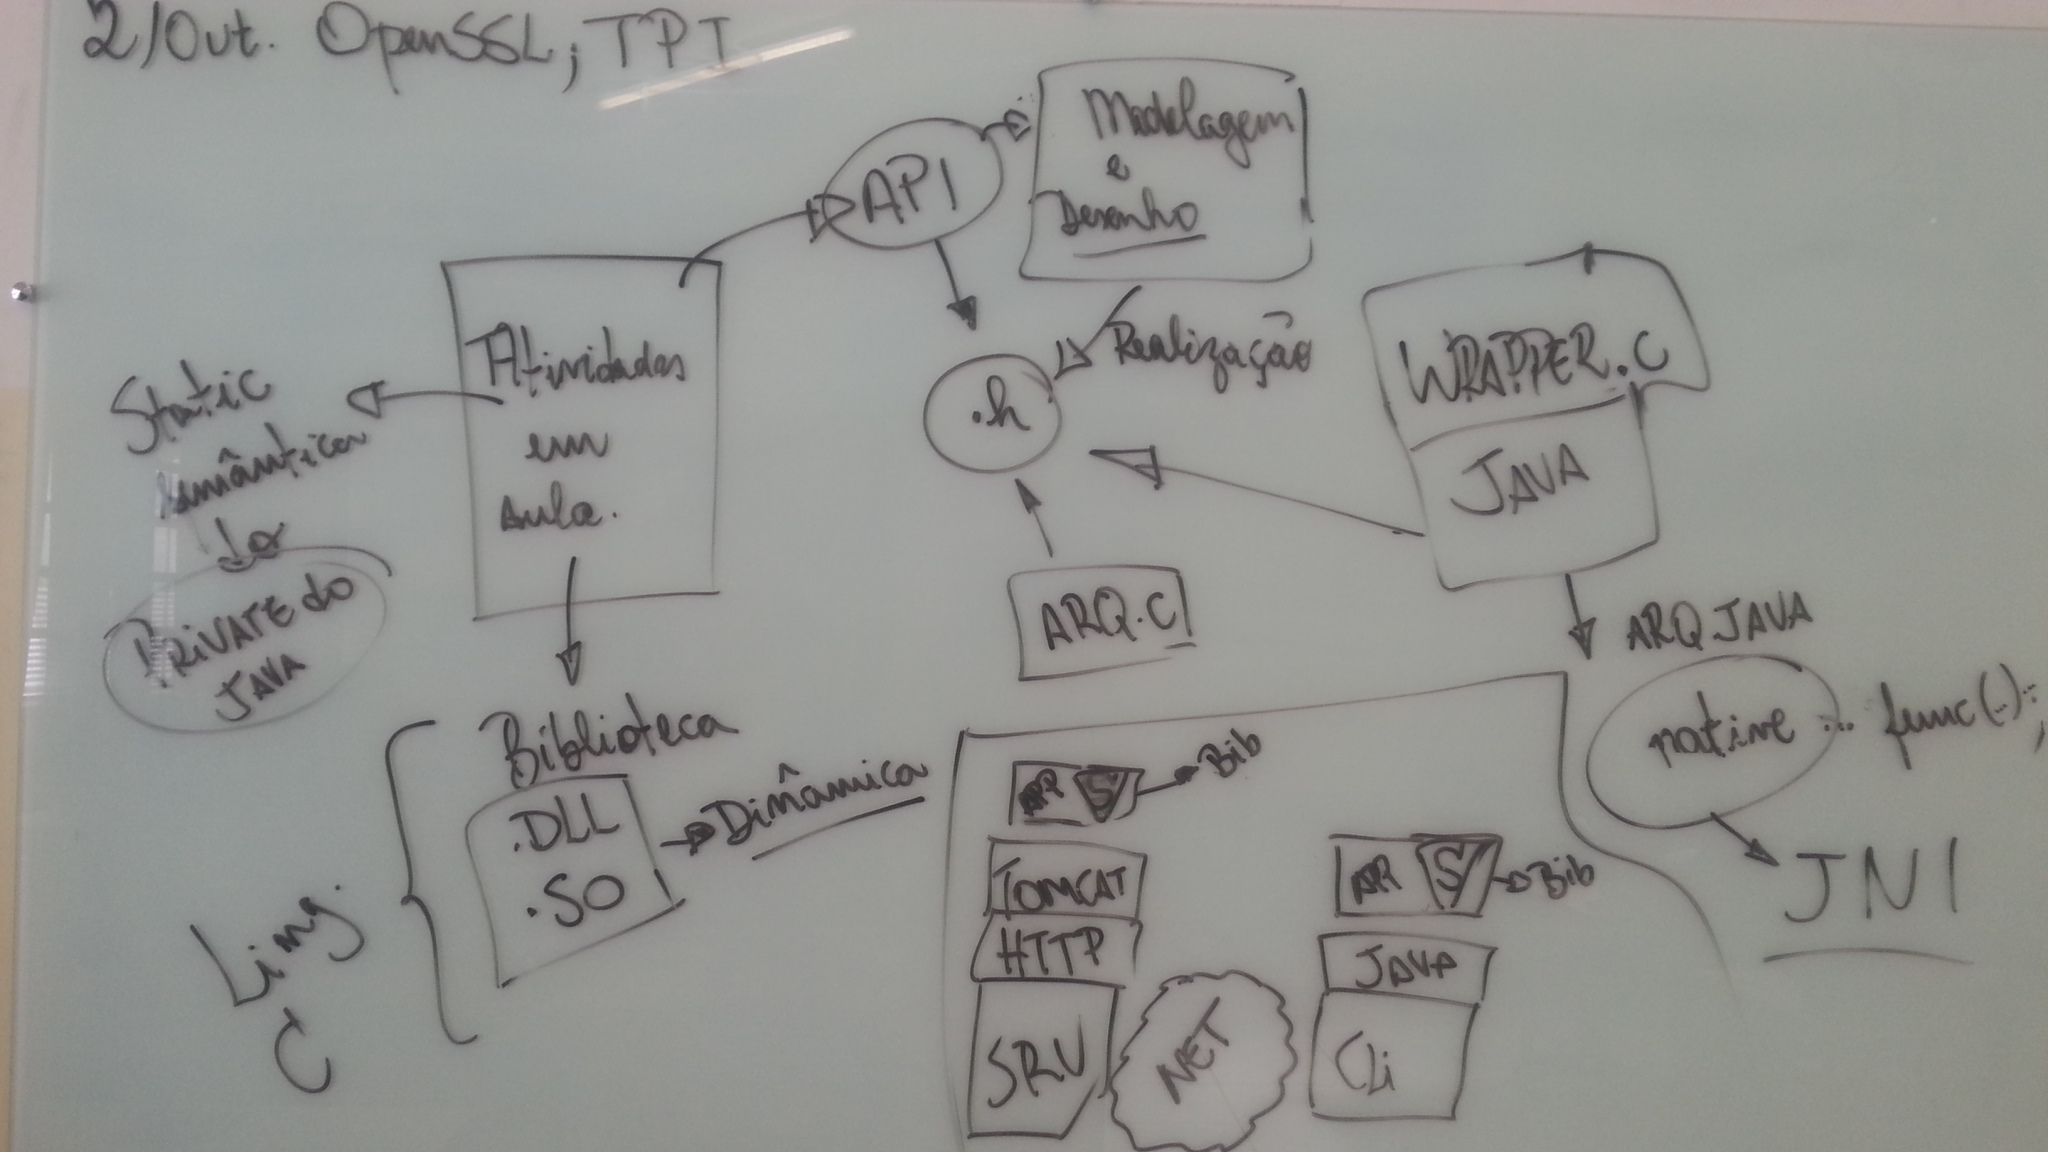 2/Out. OpenSSL, TPT
API
Modelagem
e
Desenho
Realização
.h
ARQ.C
WRAPPER.C
JAVA
ARQ.JAVA
native ... func(..);
JNI
Atividades
em
Aula.
Static
semântica
do
PRIVATE do
JAVA
Biblioteca
.DLL
.SO
Dinâmica
Ling.
C
APP S Bib
TOMCAT
HTTP
SRV
NET
APP S Bib
JAVA
CLi